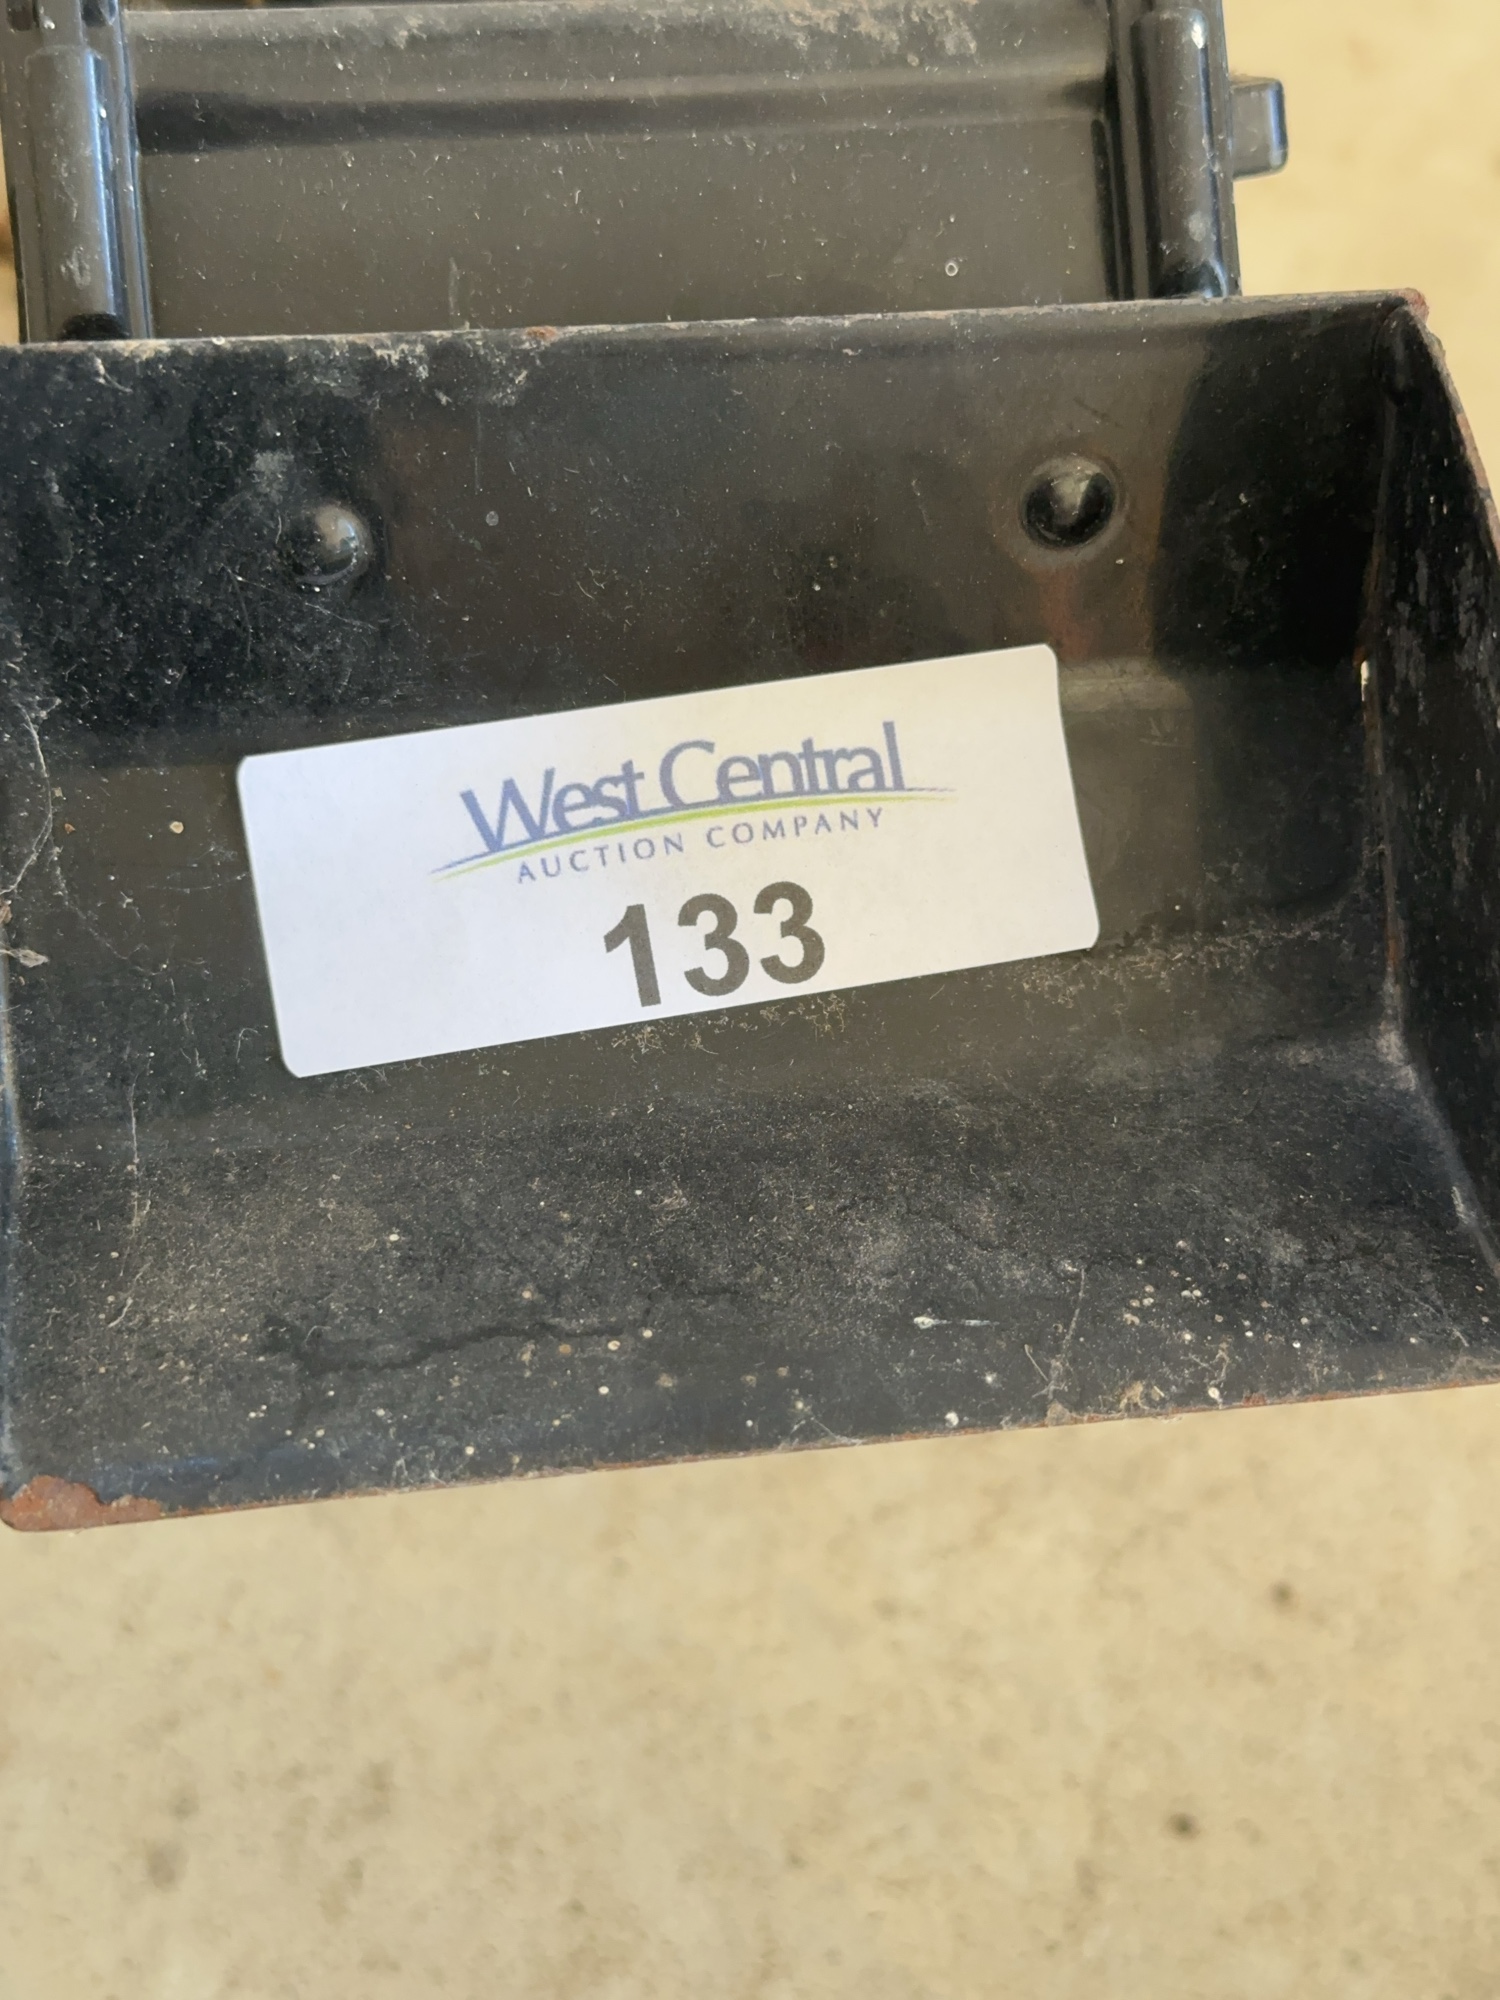 West Central
AUCTION COMPANY
133